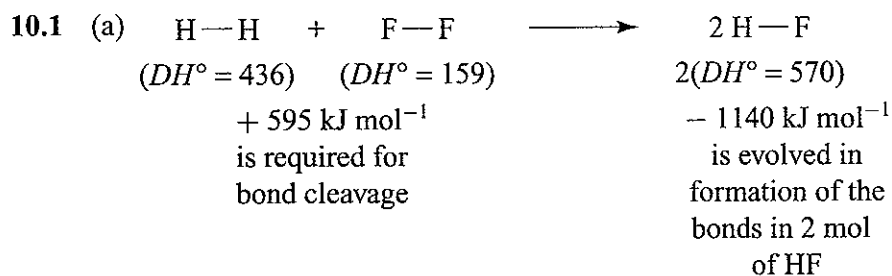 10.1 (a) H—H + F—F ⟶ 2 H—F
(DH° = 436) (DH° = 159) 2(DH° = 570)
+ 595 kJ mol⁻¹ − 1140 kJ mol⁻¹
is required for is evolved in
bond cleavage formation of the
bonds in 2 mol
of HF